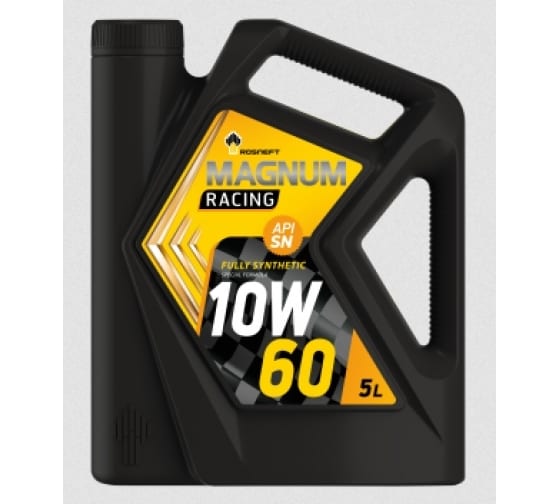 ROSNEFT
MAGNUM
RACING
API
SN
FULLY SYNTHETIC
SPECIAL FORMULA
10W
60
5L